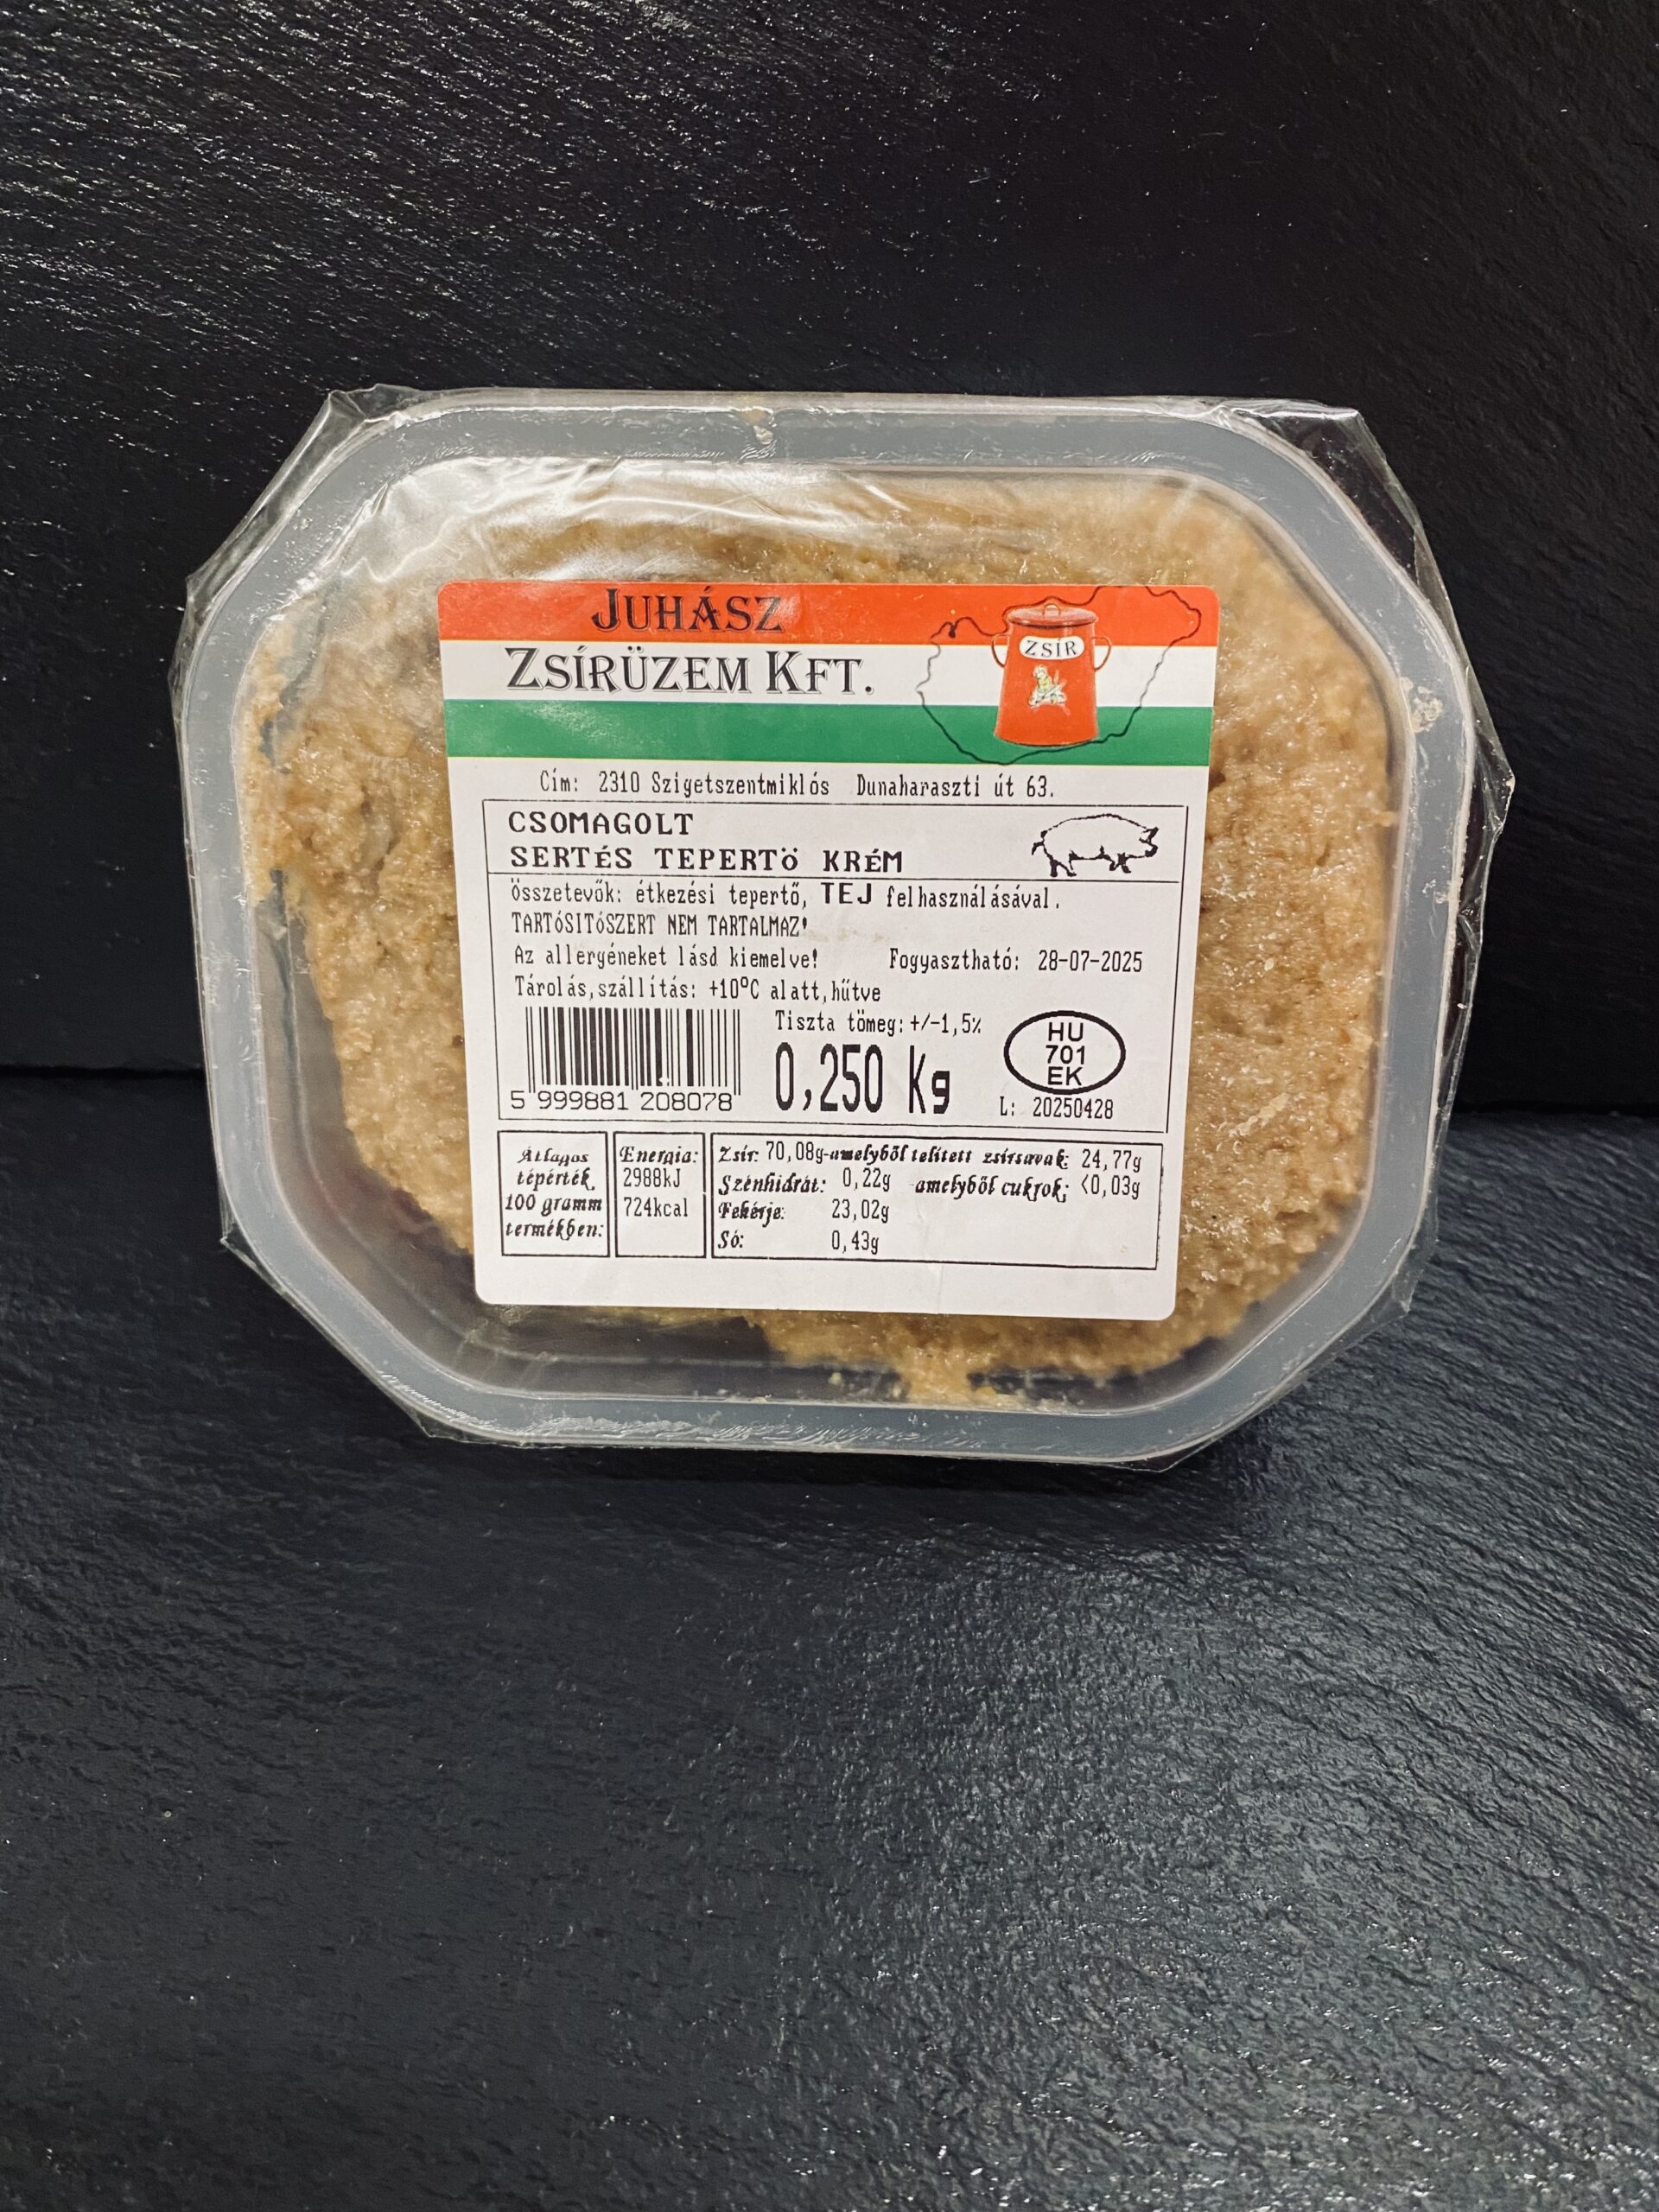 JUHÁSZ
ZSÍRÜZEM KFT.
ZSÍR
Cím: 2310 Szigetszentmiklós Dunaharaszti út 63.
CSOMAGOLT
SERTéS TEPERTö KRéM
Összetevők: étkezési tepertő, TEJ felhasználásával.
TARTóSITóSZERT NEM TARTALMAZ!
Az allergéneket lásd kiemelve! Fogyasztható: 28-07-2025
Tárolás,szállítás: +10°C alatt,hűtve
Tiszta tömeg:+/-1,5%
0,250 kg
HU
701
EK
5 999881 208078
L: 20250428
Átlagos
tépérték,
100 gramm
termékben:
Energia:
2988kJ
724kcal
Zsír: 70,08g-amelyből telített zsírsavak: 24,77g
Szénhidrát: 0,22g amelyből cukrok: <0,03g
Fehérje: 23,02g
Só: 0,43g